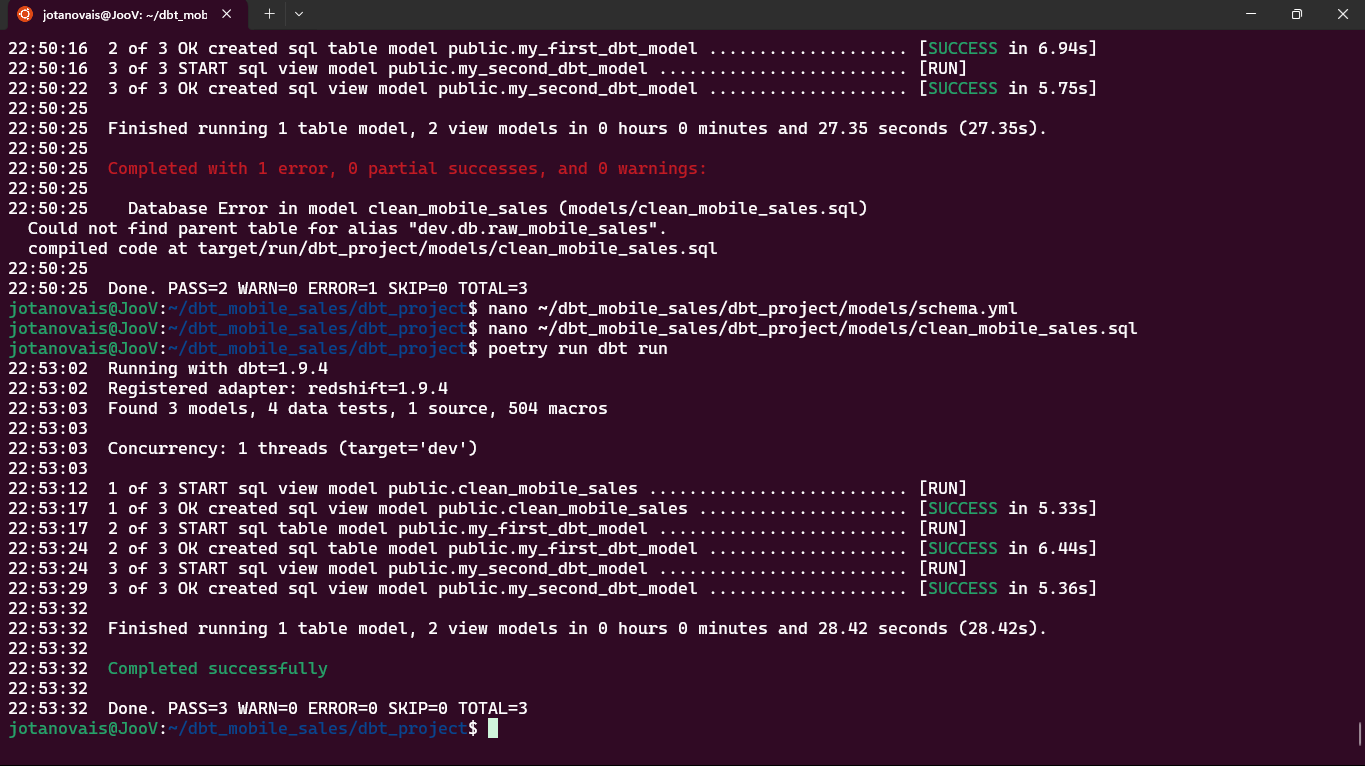 jotanovais@JooV: ~/dbt_mob
22:50:16  2 of 3 OK created sql table model public.my_first_dbt_model .................... [SUCCESS in 6.94s]
22:50:16  3 of 3 START sql view model public.my_second_dbt_model ......................... [RUN]
22:50:22  3 of 3 OK created sql view model public.my_second_dbt_model .................... [SUCCESS in 5.75s]
22:50:25
22:50:25  Finished running 1 table model, 2 view models in 0 hours 0 minutes and 27.35 seconds (27.35s).
22:50:25
22:50:25  Completed with 1 error, 0 partial successes, and 0 warnings:
22:50:25
22:50:25    Database Error in model clean_mobile_sales (models/clean_mobile_sales.sql)
  Could not find parent table for alias "dev.db.raw_mobile_sales".
  compiled code at target/run/dbt_project/models/clean_mobile_sales.sql
22:50:25
22:50:25  Done. PASS=2 WARN=0 ERROR=1 SKIP=0 TOTAL=3
jotanovais@JooV:~/dbt_mobile_sales/dbt_project$ nano ~/dbt_mobile_sales/dbt_project/models/schema.yml
jotanovais@JooV:~/dbt_mobile_sales/dbt_project$ nano ~/dbt_mobile_sales/dbt_project/models/clean_mobile_sales.sql
jotanovais@JooV:~/dbt_mobile_sales/dbt_project$ poetry run dbt run
22:53:02  Running with dbt=1.9.4
22:53:02  Registered adapter: redshift=1.9.4
22:53:03  Found 3 models, 4 data tests, 1 source, 504 macros
22:53:03
22:53:03  Concurrency: 1 threads (target='dev')
22:53:03
22:53:12  1 of 3 START sql view model public.clean_mobile_sales .......................... [RUN]
22:53:17  1 of 3 OK created sql view model public.clean_mobile_sales ..................... [SUCCESS in 5.33s]
22:53:17  2 of 3 START sql table model public.my_first_dbt_model ......................... [RUN]
22:53:24  2 of 3 OK created sql table model public.my_first_dbt_model .................... [SUCCESS in 6.44s]
22:53:24  3 of 3 START sql view model public.my_second_dbt_model ......................... [RUN]
22:53:29  3 of 3 OK created sql view model public.my_second_dbt_model .................... [SUCCESS in 5.36s]
22:53:32
22:53:32  Finished running 1 table model, 2 view models in 0 hours 0 minutes and 28.42 seconds (28.42s).
22:53:32
22:53:32  Completed successfully
22:53:32
22:53:32  Done. PASS=3 WARN=0 ERROR=0 SKIP=0 TOTAL=3
jotanovais@JooV:~/dbt_mobile_sales/dbt_project$